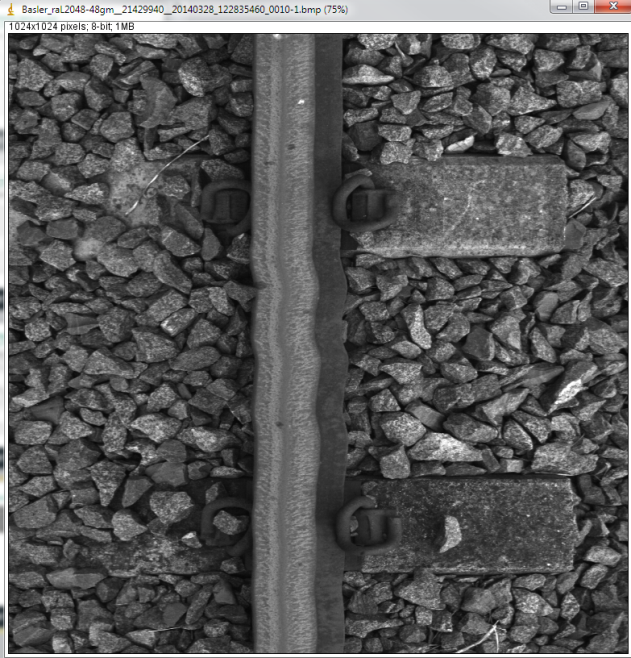 Basler_raL2048-48gm__21429940__20140328_122835460_0010-1.bmp (75%)
1024x1024 pixels; 8-bit; 1MB